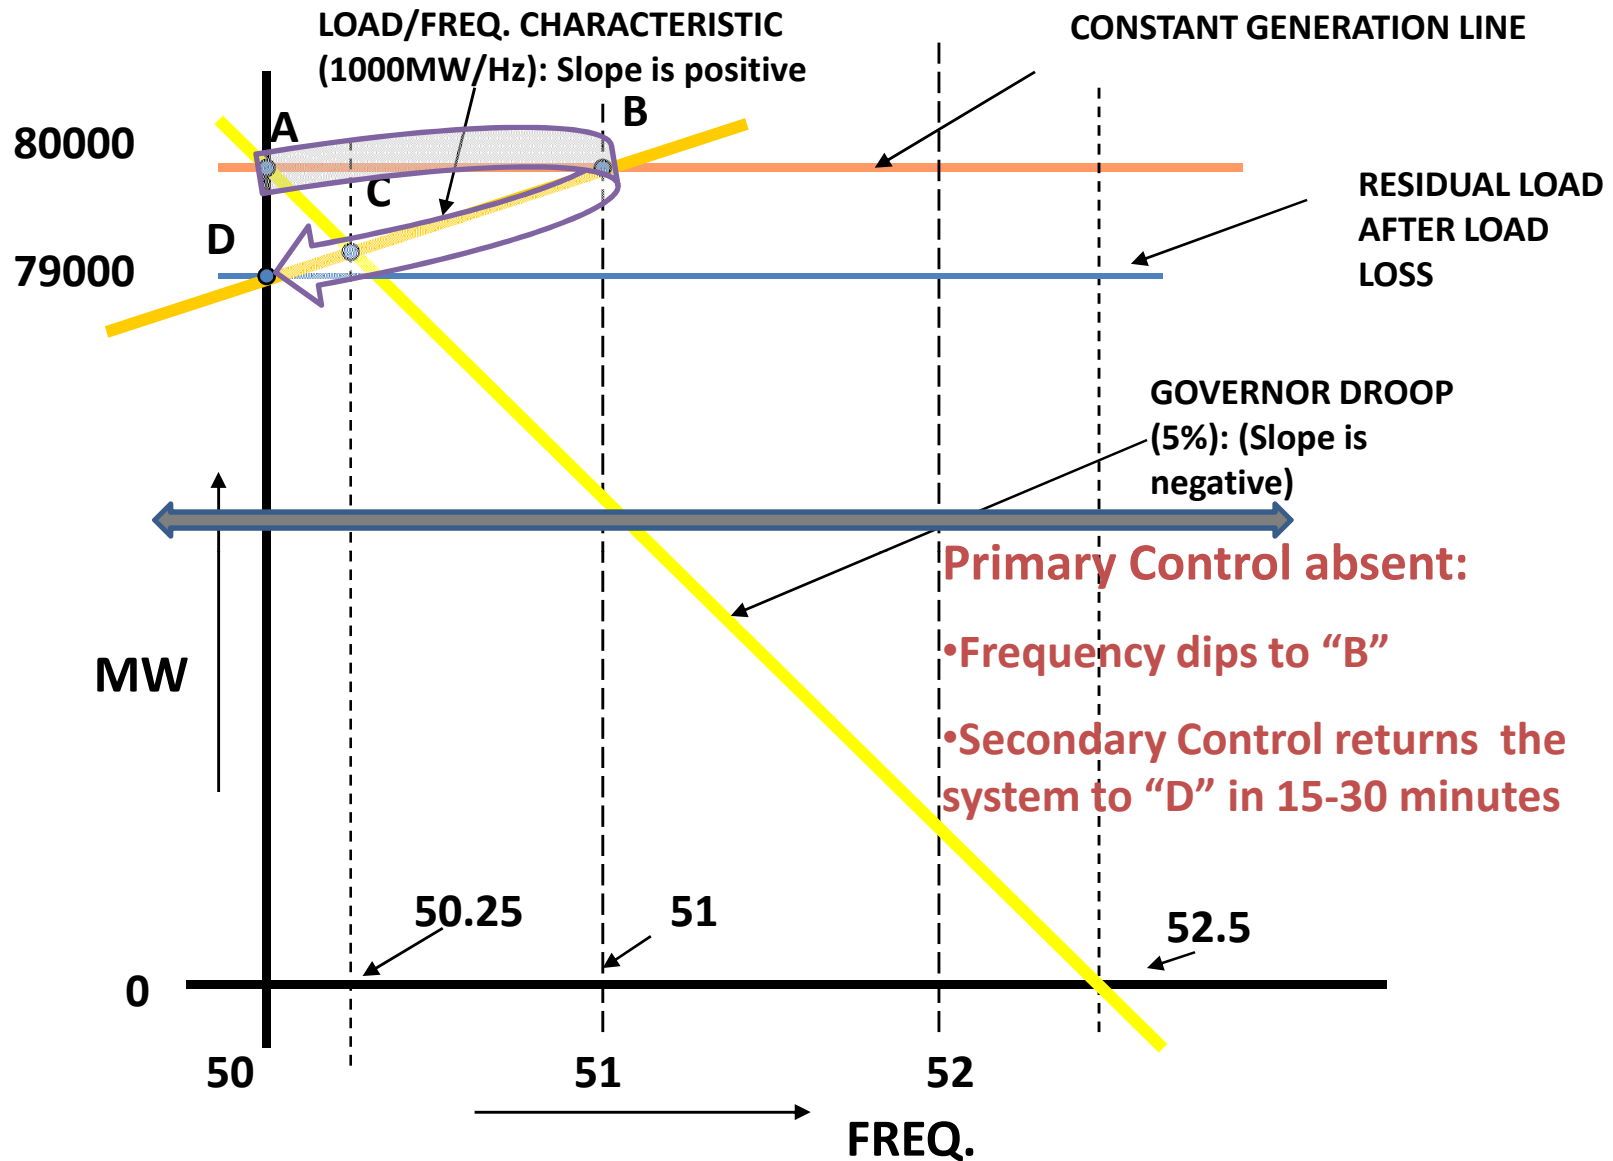 LOAD/FREQ. CHARACTERISTIC
(1000MW/Hz): Slope is positive
CONSTANT GENERATION LINE
A
B
80000
C
RESIDUAL LOAD
AFTER LOAD
LOSS
D
79000
GOVERNOR DROOP
(5%): (Slope is
negative)
Primary Control absent:
•Frequency dips to “B”
MW
•Secondary Control returns the
system to “D” in 15-30 minutes
50.25
51
52.5
0
50
51
52
FREQ.